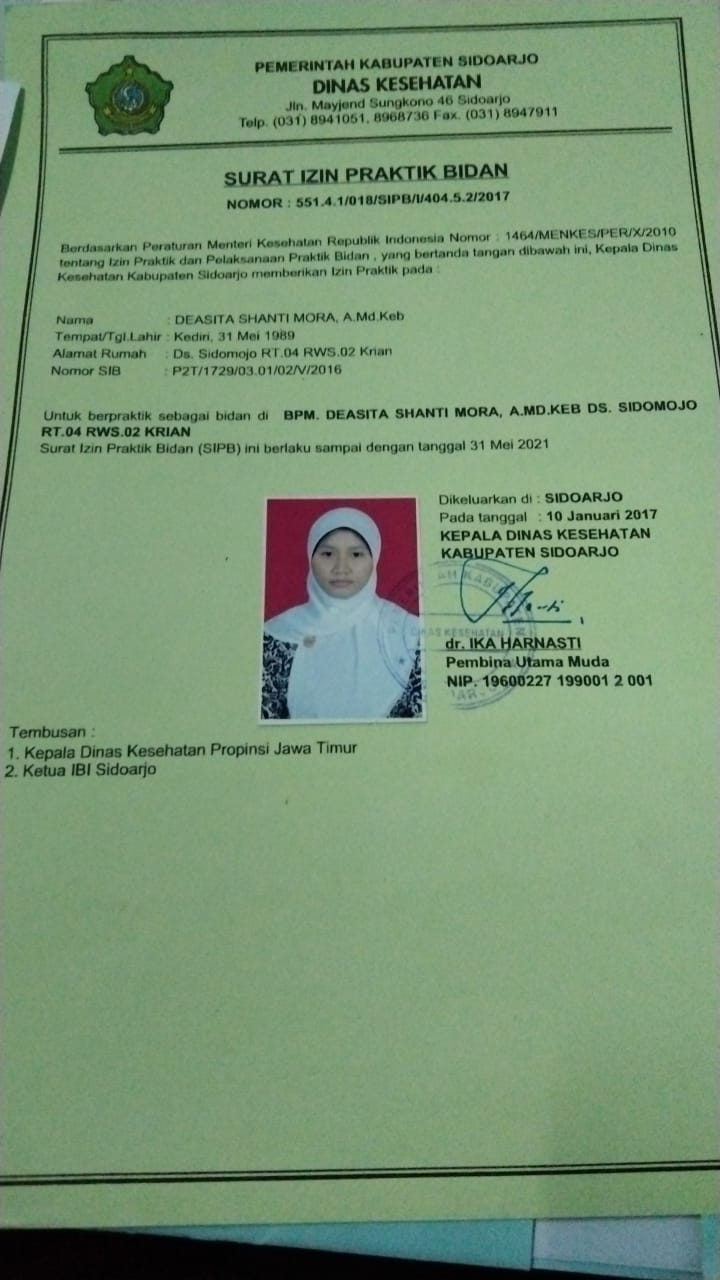 PEMERINTAH KABUPATEN SIDOARJO
DINAS KESEHATAN
Jln. Mayjend Sungkono 46 Sidoarjo
Telp. (031) 8941051, 8968736 Fax. (031) 8947911
SURAT IZIN PRAKTIK BIDAN
NOMOR : 551.4.1/018/SIPB/I/404.5.2/2017
Berdasarkan Peraturan Menteri Kesehatan Republik Indonesia Nomor : 1464/MENKES/PER/X/2010
tentang Izin Praktik dan Pelaksanaan Praktik Bidan , yang bertanda tangan dibawah ini, Kepala Dinas
Kesehatan Kabupaten Sidoarjo memberikan Izin Praktik pada :
Nama : DEASITA SHANTI MORA, A.Md.Keb
Tempat/Tgl.Lahir : Kediri, 31 Mei 1989
Alamat Rumah : Ds. Sidomojo RT.04 RWS.02 Krian
Nomor SIB : P2T/1729/03.01/02/V/2016
Untuk berpraktik sebagai bidan di BPM. DEASITA SHANTI MORA, A.MD.KEB DS. SIDOMOJO
RT.04 RWS.02 KRIAN
Surat Izin Praktik Bidan (SIPB) ini berlaku sampai dengan tanggal 31 Mei 2021
Dikeluarkan di : SIDOARJO
Pada tanggal : 10 Januari 2017
KEPALA DINAS KESEHATAN
KABUPATEN SIDOARJO
DINAS KESEHATAN
dr. IKA HARNASTI
Pembina Utama Muda
NIP. 19600227 199001 2 001
Tembusan :
1. Kepala Dinas Kesehatan Propinsi Jawa Timur
2. Ketua IBI Sidoarjo